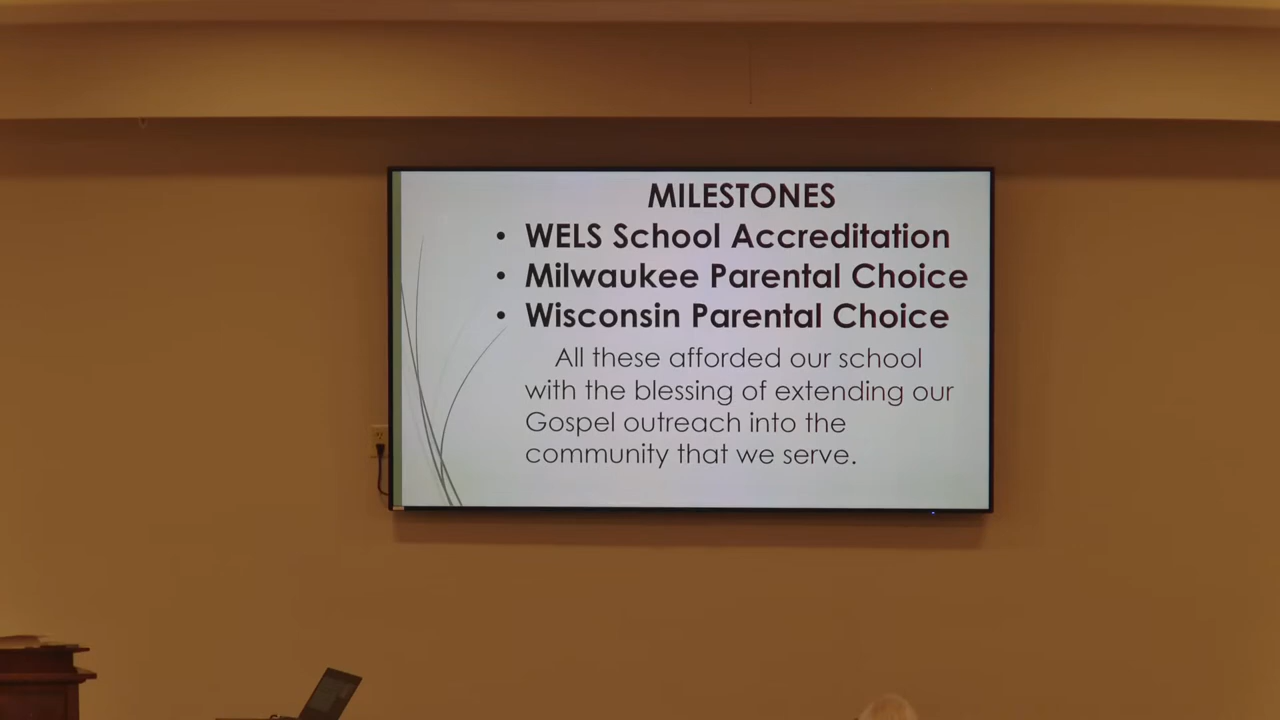 MILESTONES
• WELS School Accreditation
• Milwaukee Parental Choice
• Wisconsin Parental Choice
All these afforded our school
with the blessing of extending our
Gospel outreach into the
community that we serve.